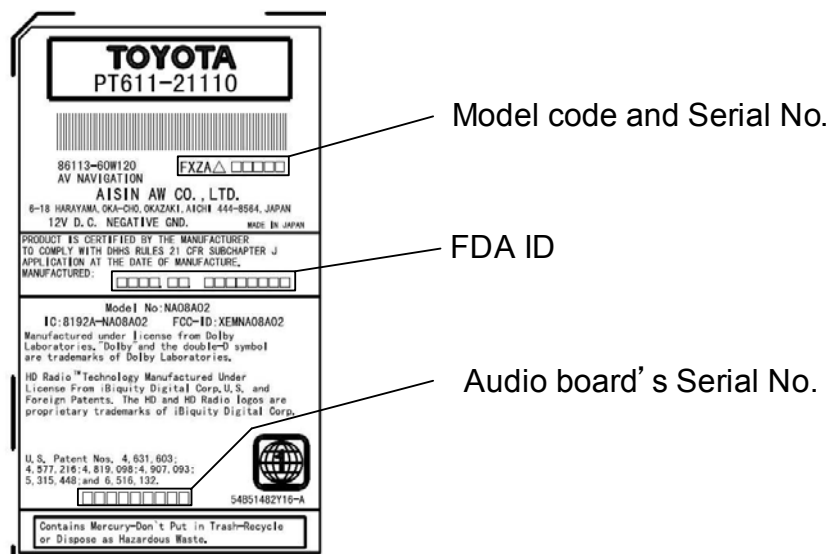 TOYOTA
PT611-21110
Model code and Serial No.
86113-60W120 FXZA△ □□□□□
AV NAVIGATION
AISIN AW CO.,LTD.
6-18 HARAYAMA, OKA-CHO, OKAZAKI, AICHI 444-8564, JAPAN
12V D.C. NEGATIVE GND. MADE IN JAPAN
PRODUCT IS CERTIFIED BY THE MANUFACTURER
TO COMPLY WITH DHHS RULES 21 CFR SUBCHAPTER J
APPLICATION AT THE DATE OF MANUFACTURE.
FDA ID
MANUFACTURED: □□□□. □□. □□□□□□□□
Model No:NA08A02
IC:8192A-NA08A02 FCC-ID:XEMNA08A02
Manufactured under license from Dolby
Laboratories. "Dolby" and the double-D symbol
are trademarks of Dolby Laboratories.
HD Radio™ Technology Manufactured Under
License From iBiquity Digital Corp. U.S. and
Foreign Patents. The HD and HD Radio logos are
proprietary trademarks of iBiquity Digital Corp.
Audio board's Serial No.
U.S. Patent Nos. 4,631,603;
4,577,216;4,819,098;4,907,093;
5,315,448;and 6,516,132.
□□□□□□□□□ 54B51482Y16-A
1
Contains Mercury-Don't Put in Trash-Recycle
or Dispose as Hazardous Waste.